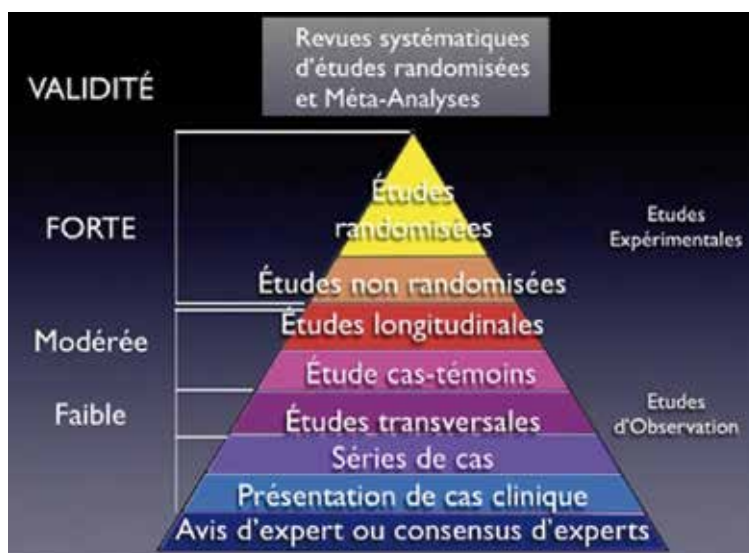 Revues systématiques
d'études randomisées
et Méta-Analyses
VALIDITÉ
Études
randomisées
FORTE
Etudes
Expérimentales
Études non randomisées
Études longitudinales
Modérée
Étude cas-témoins
Faible
Études transversales
Etudes
d'Observation
Séries de cas
Présentation de cas clinique
Avis d'expert ou consensus d'experts